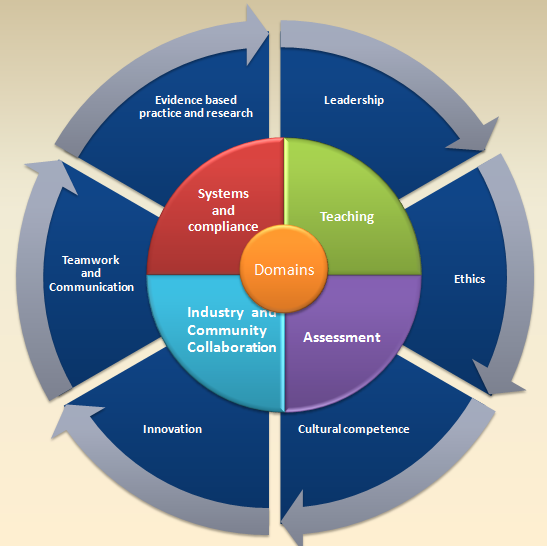 Evidence based
practice and research
Leadership
Systems
and
compliance
Teaching
Domains
Teamwork
and
Communication
Ethics
Industry and
Community
Collaboration
Assessment
Innovation
Cultural competence